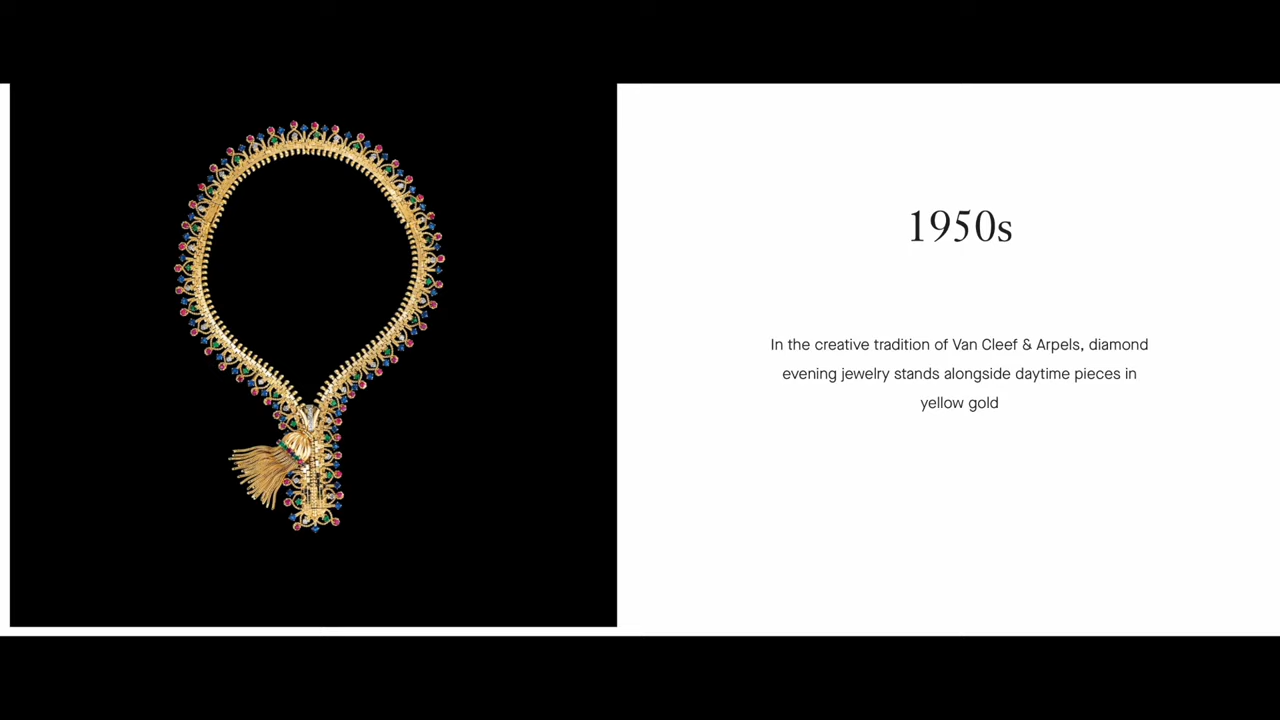 1950s
In the creative tradition of Van Cleef & Arpels, diamond
evening jewelry stands alongside daytime pieces in
yellow gold